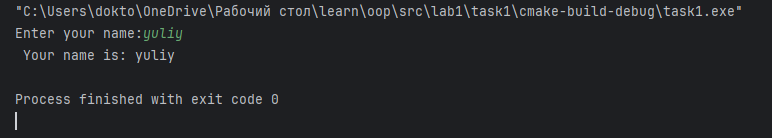 "C:\Users\dokto\OneDrive\Рабочий стол\learn\oop\src\lab1\task1\cmake-build-debug\task1.exe"
Enter your name:yuliy
Your name is: yuliy
Process finished with exit code 0